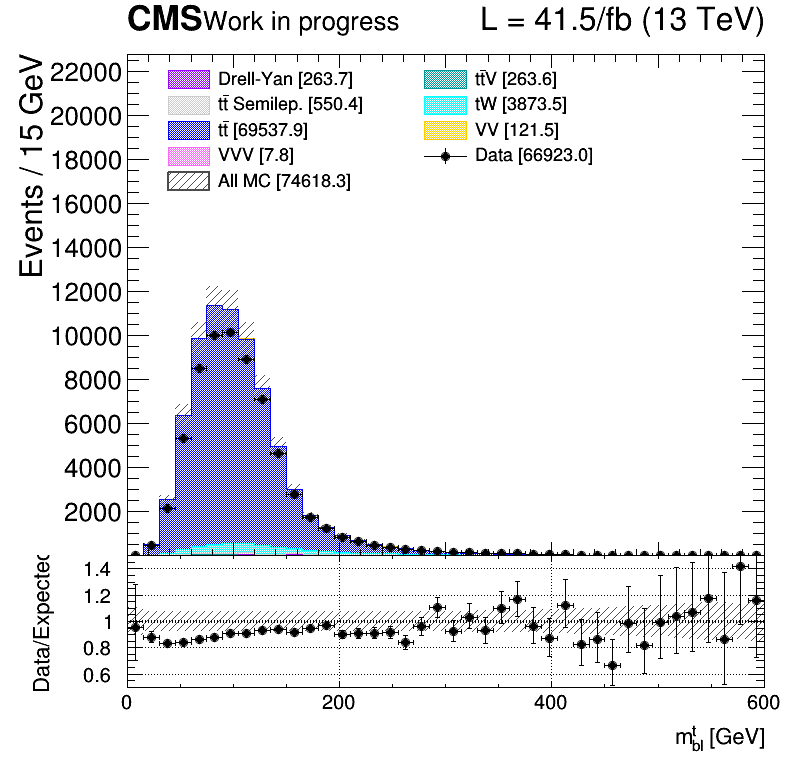 CMS Work in progress L = 41.5/fb (13 TeV)
Events / 15 GeV
22000
20000
18000
16000
14000
12000
10000
8000
6000
4000
2000
Drell-Yan [263.7]
tt̄ Semilep. [550.4]
tt̄ [69537.9]
VVV [7.8]
All MC [74618.3]
tt̄V [263.6]
tW [3873.5]
VV [121.5]
Data [66923.0]
Data/Expected
1.4
1.2
1
0.8
0.6
0 200 400 600
m^t_bl [GeV]